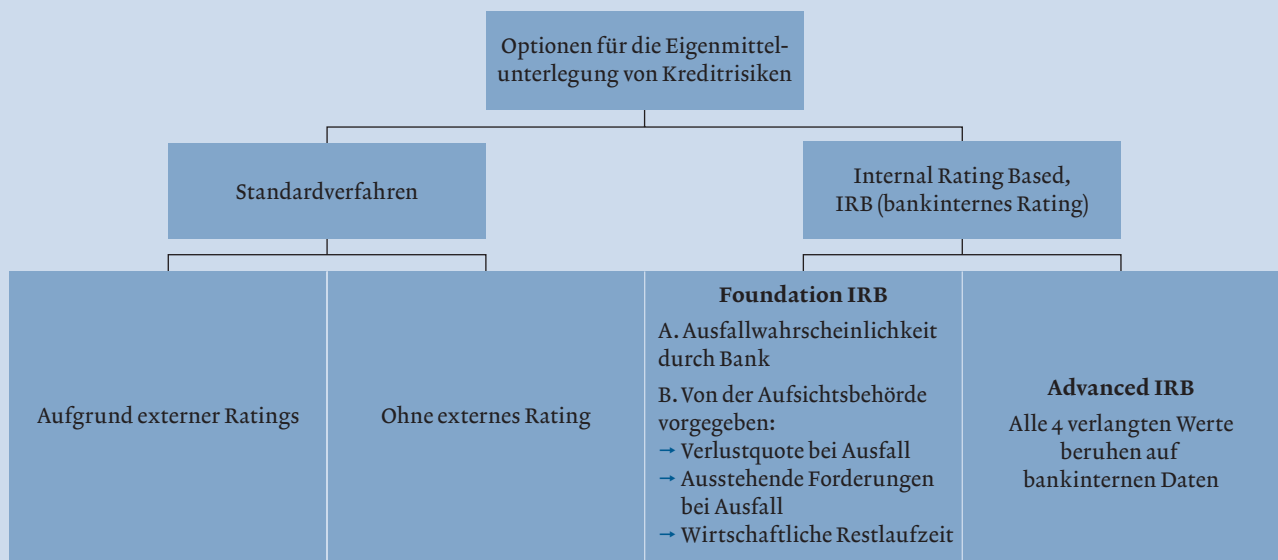 Optionen für die Eigenmittel-
unterlegung von Kreditrisiken
Standardverfahren
Internal Rating Based,
IRB (bankinternes Rating)
Aufgrund externer Ratings
Ohne externes Rating
Foundation IRB
A. Ausfallwahrscheinlichkeit
durch Bank
B. Von der Aufsichtsbehörde
vorgegeben:
→ Verlustquote bei Ausfall
→ Ausstehende Forderungen
bei Ausfall
→ Wirtschaftliche Restlaufzeit
Advanced IRB
Alle 4 verlangten Werte
beruhen auf
bankinternen Daten